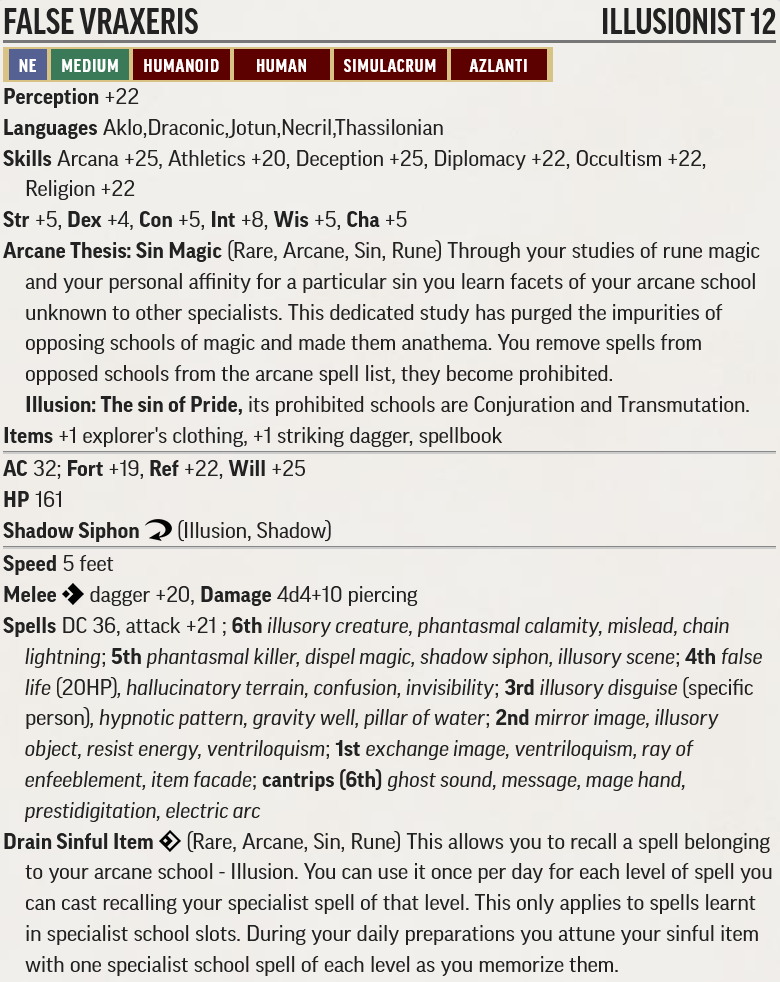 FALSE VRAXERIS ILLUSIONIST 12
NE MEDIUM HUMANOID HUMAN SIMULACRUM AZLANTI
Perception +22
Languages Aklo,Draconic,Jotun,Necril,Thassilonian
Skills Arcana +25, Athletics +20, Deception +25, Diplomacy +22, Occultism +22,
Religion +22
Str +5, Dex +4, Con +5, Int +8, Wis +5, Cha +5
Arcane Thesis: Sin Magic (Rare, Arcane, Sin, Rune) Through your studies of rune magic
and your personal affinity for a particular sin you learn facets of your arcane school
unknown to other specialists. This dedicated study has purged the impurities of
opposing schools of magic and made them anathema. You remove spells from
opposed schools from the arcane spell list, they become prohibited.
Illusion: The sin of Pride, its prohibited schools are Conjuration and Transmutation.
Items +1 explorer's clothing, +1 striking dagger, spellbook
AC 32; Fort +19, Ref +22, Will +25
HP 161
Shadow Siphon (Illusion, Shadow)
Speed 5 feet
Melee dagger +20, Damage 4d4+10 piercing
Spells DC 36, attack +21 ; 6th illusory creature, phantasmal calamity, mislead, chain
lightning; 5th phantasmal killer, dispel magic, shadow siphon, illusory scene; 4th false
life (20HP), hallucinatory terrain, confusion, invisibility; 3rd illusory disguise (specific
person), hypnotic pattern, gravity well, pillar of water; 2nd mirror image, illusory
object, resist energy, ventriloquism; 1st exchange image, ventriloquism, ray of
enfeeblement, item facade; cantrips (6th) ghost sound, message, mage hand,
prestidigitation, electric arc
Drain Sinful Item (Rare, Arcane, Sin, Rune) This allows you to recall a spell belonging
to your arcane school - Illusion. You can use it once per day for each level of spell you
can cast recalling your specialist spell of that level. This only applies to spells learnt
in specialist school slots. During your daily preparations you attune your sinful item
with one specialist school spell of each level as you memorize them.